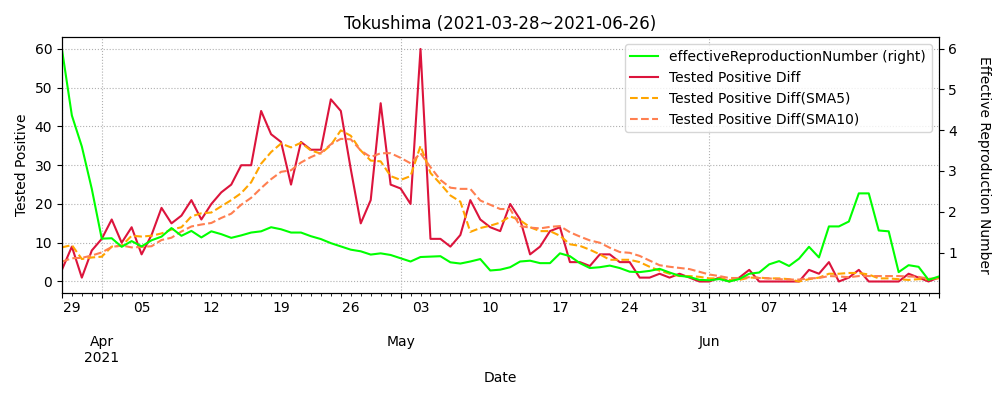 Tokushima (2021-03-28~2021-06-26)
effectiveReproductionNumber (right)
Tested Positive Diff
Tested Positive Diff(SMA5)
Tested Positive Diff(SMA10)
Tested Positive
60
50
40
30
20
10
0
Effective Reproduction Number
6
5
4
3
2
1
29 05 12 19 26 03 10 17 24 31 07 14 21
Apr May Jun
2021
Date